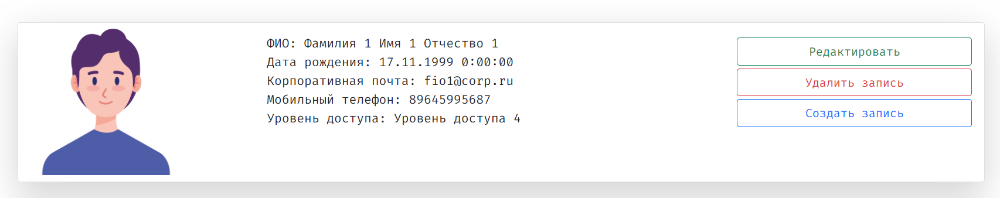 ФИО: Фамилия 1 Имя 1 Отчество 1
Дата рождения: 17.11.1999 0:00:00
Корпоративная почта: fio1@corp.ru
Мобильный телефон: 89645995687
Уровень доступа: Уровень доступа 4
Редактировать
Удалить запись
Создать запись